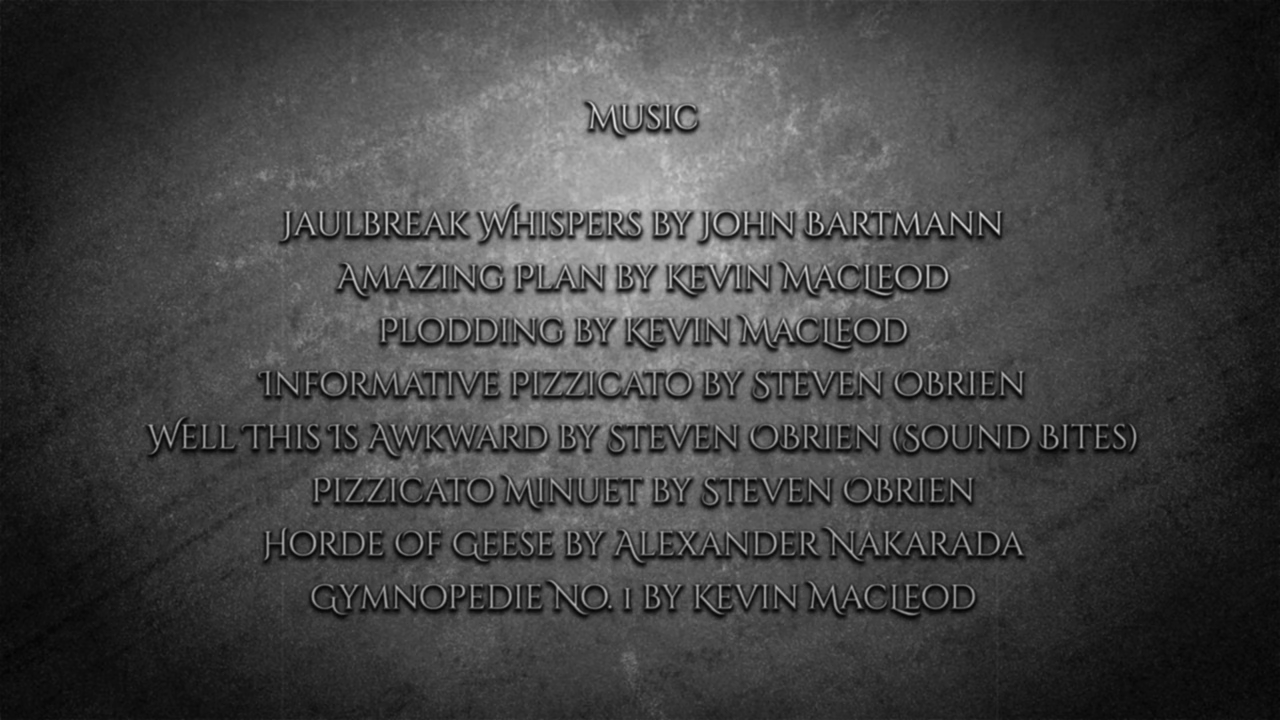 Music
Jaulbreak Whispers by John Bartmann
Amazing Plan by Kevin MacLeod
Plodding by Kevin MacLeod
Informative Pizzicato by Steven OBrien
Well This Is Awkward by Steven OBrien (Sound Bites)
Pizzicato Minuet by Steven OBrien
Horde Of Geese by Alexander Nakarada
Gymnopedie No. 1 by Kevin MacLeod